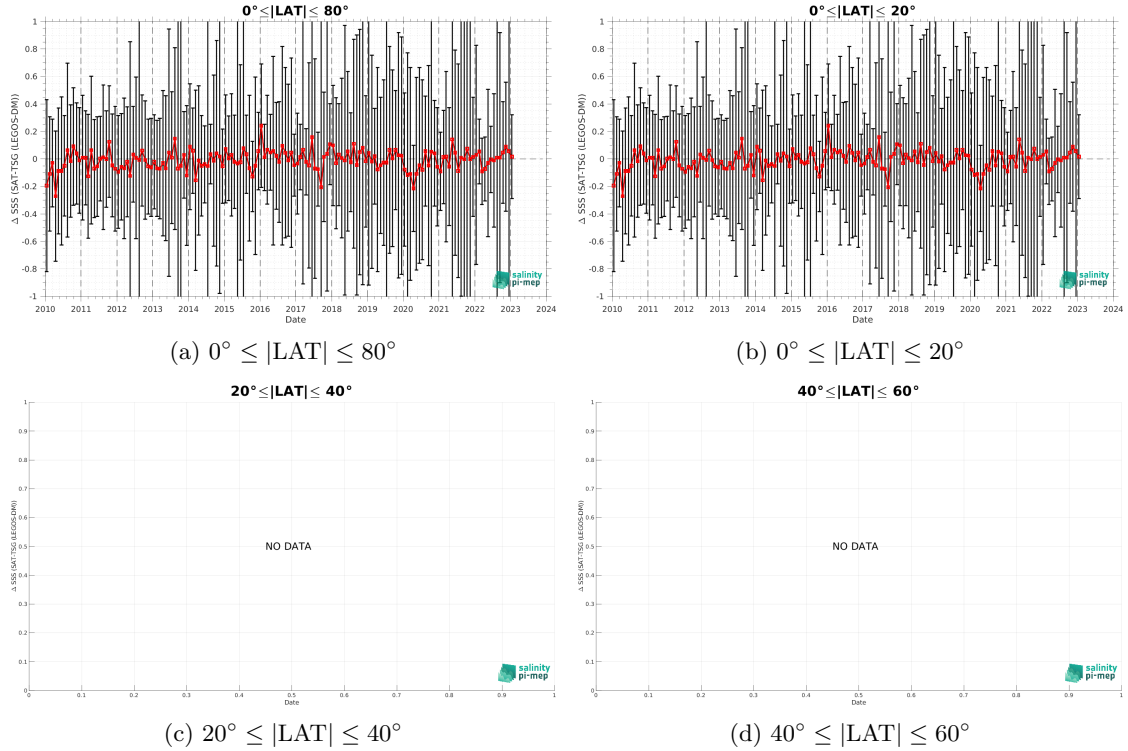 0°≤|LAT|≤ 80°
Δ SSS (SAT-TSG (LEGOS-DM))
1
0.8
0.6
0.4
0.2
0
-0.2
-0.4
-0.6
-0.8
-1
2010 2011 2012 2013 2014 2015 2016 2017 2018 2019 2020 2021 2022 2023 2024
Date
salinity
pi-mep
(a) 0° ≤ |LAT| ≤ 80°
0°≤|LAT|≤ 20°
Δ SSS (SAT-TSG (LEGOS-DM))
1
0.8
0.6
0.4
0.2
0
-0.2
-0.4
-0.6
-0.8
-1
2010 2011 2012 2013 2014 2015 2016 2017 2018 2019 2020 2021 2022 2023 2024
Date
salinity
pi-mep
(b) 0° ≤ |LAT| ≤ 20°
20°≤|LAT|≤ 40°
Δ SSS (SAT-TSG (LEGOS-DM))
1
0.9
0.8
0.7
0.6
0.5
0.4
0.3
0.2
0.1
0
NO DATA
0 0.1 0.2 0.3 0.4 0.5 0.6 0.7 0.8 0.9 1
Date
salinity
pi-mep
(c) 20° ≤ |LAT| ≤ 40°
40°≤|LAT|≤ 60°
Δ SSS (SAT-TSG (LEGOS-DM))
1
0.9
0.8
0.7
0.6
0.5
0.4
0.3
0.2
0.1
0
NO DATA
0 0.1 0.2 0.3 0.4 0.5 0.6 0.7 0.8 0.9 1
Date
salinity
pi-mep
(d) 40° ≤ |LAT| ≤ 60°